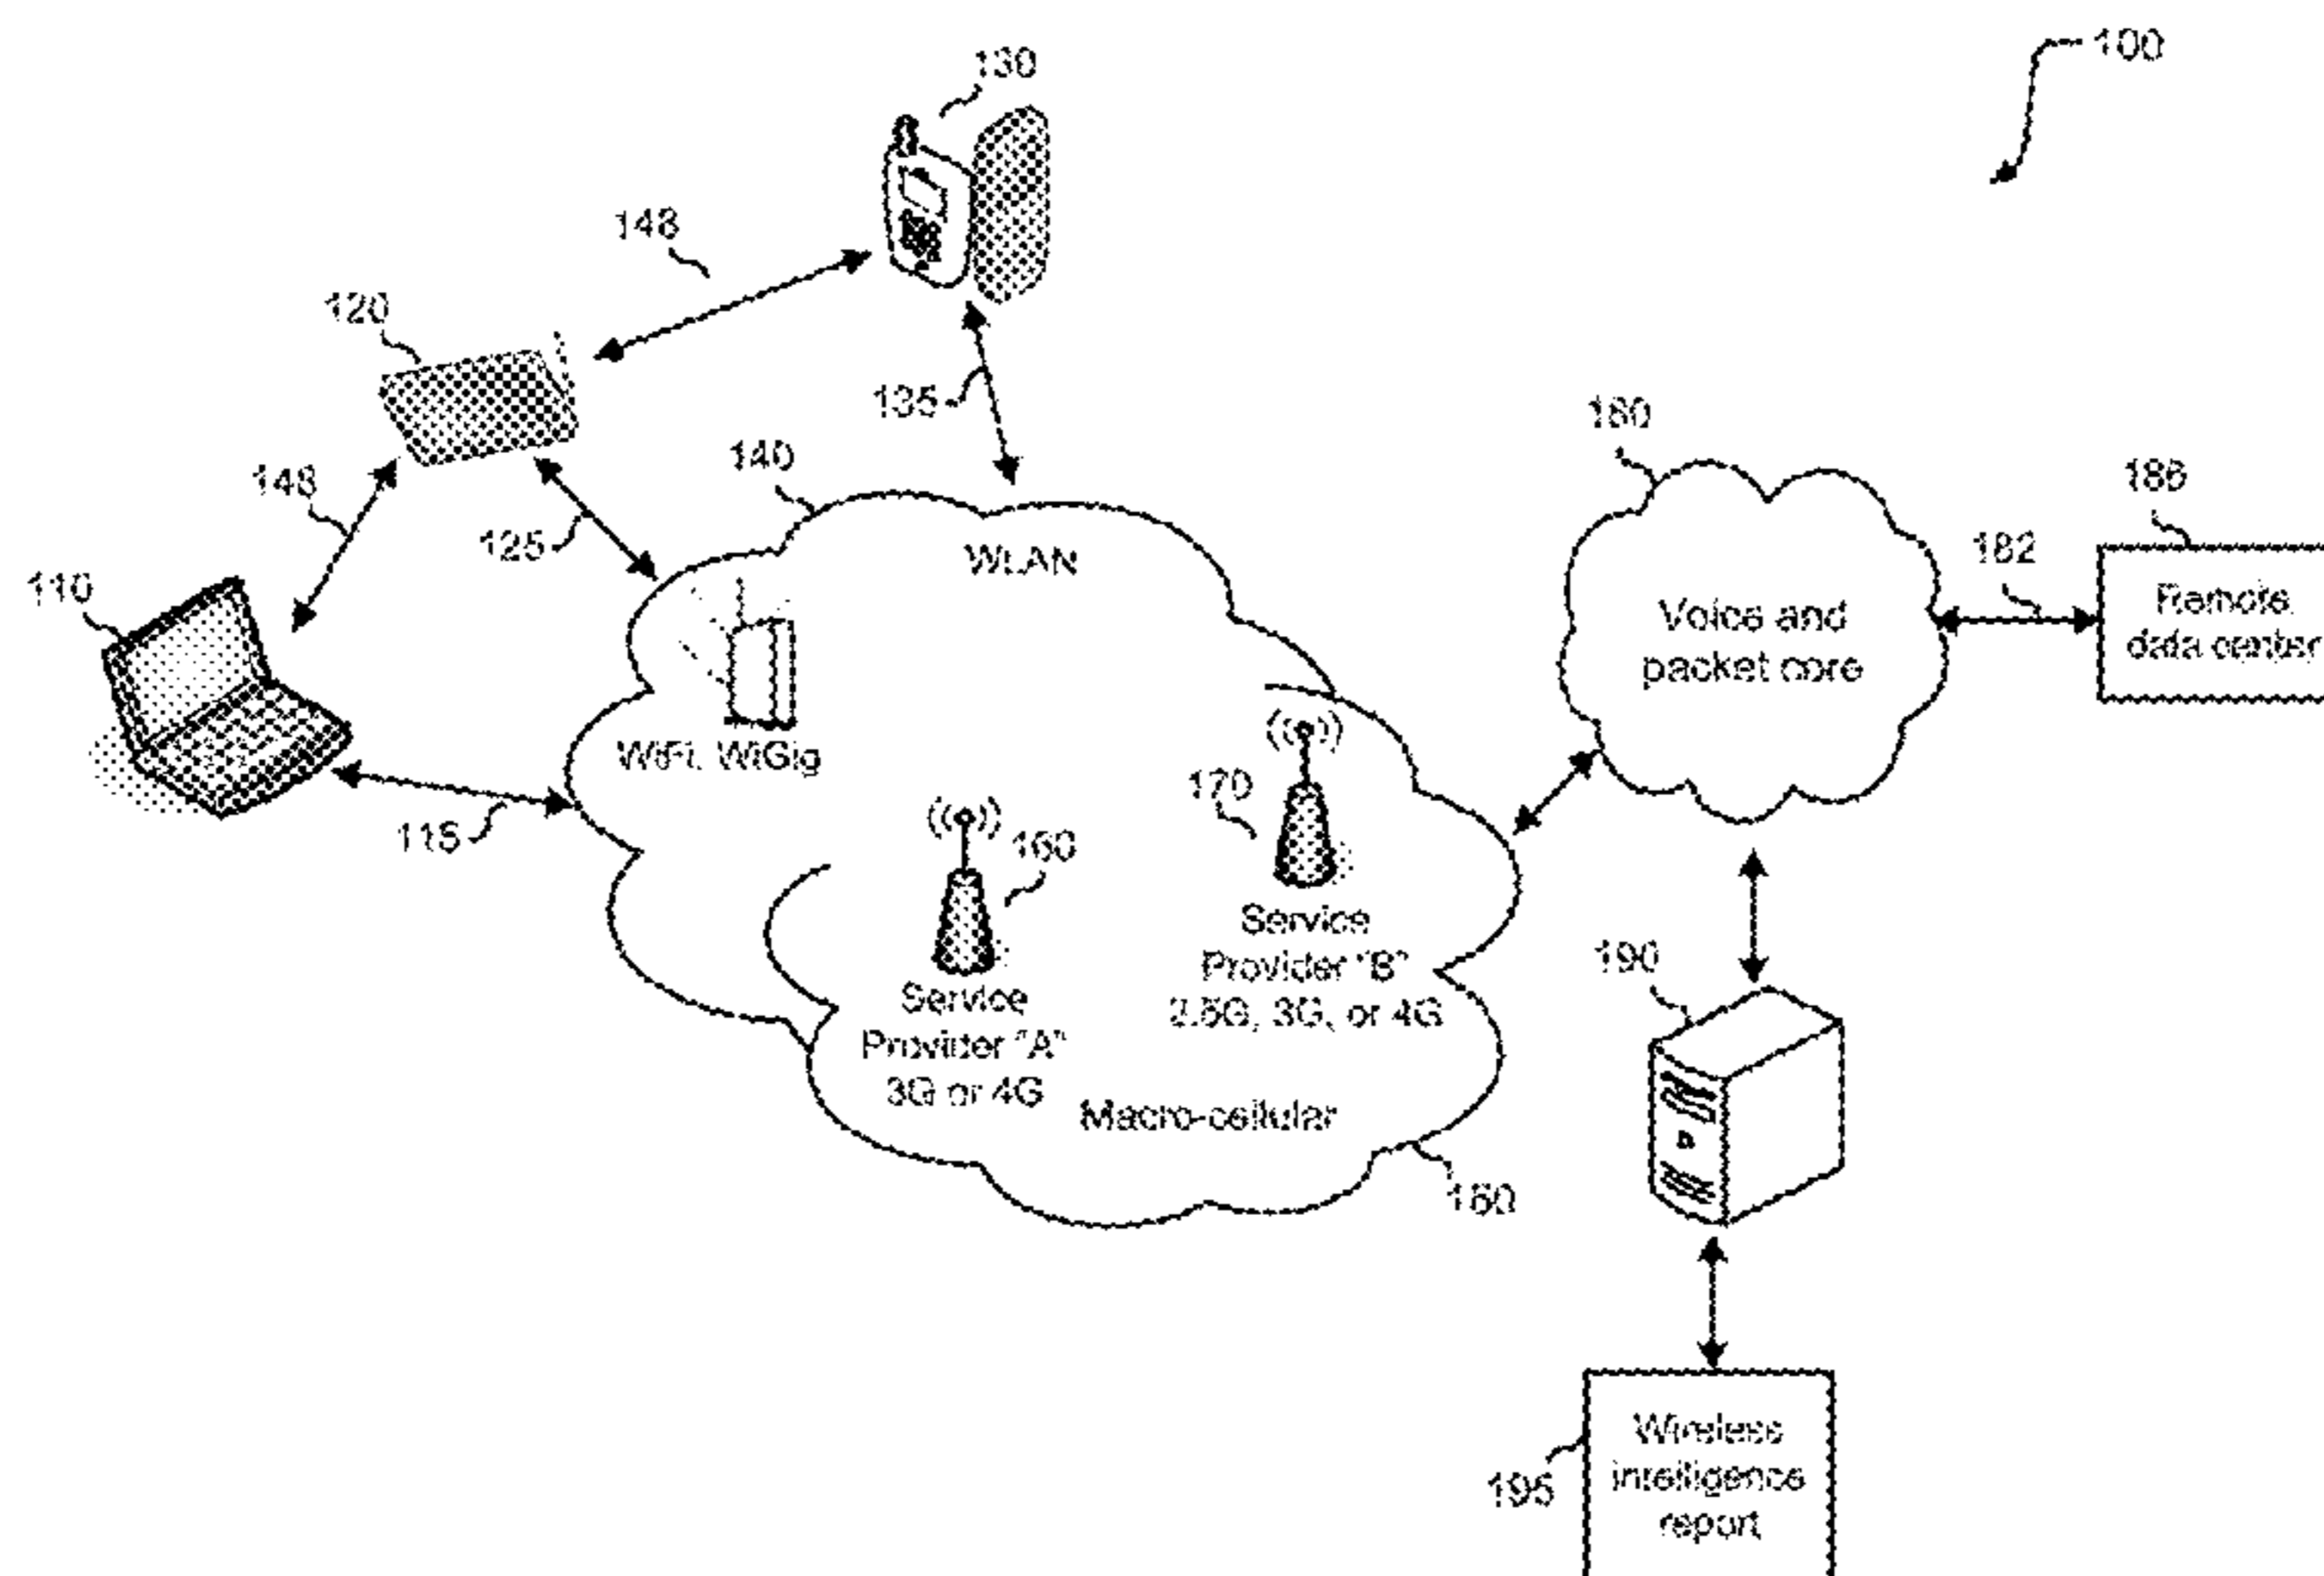 100
130
148
120
135
140
180
186
148
125
WLAN
182
110
Voice and
packet core
Remote
data center
WiFi, WiGig
170
115
160
Service
Provider "B"
2.5G, 3G, or 4G
190
Service
Provider "A"
3G or 4G
Macro-cellular
Wireless
intelligence
report
195